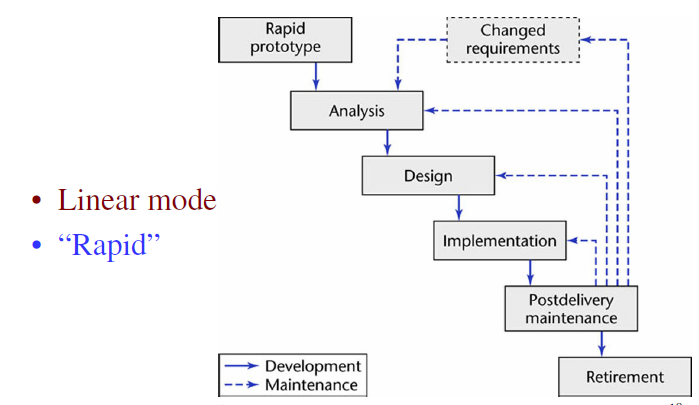 Rapid
prototype
Changed
requirements
Analysis
Design
• Linear mode
• “Rapid”
Implementation
Postdelivery
maintenance
Development
Maintenance
Retirement